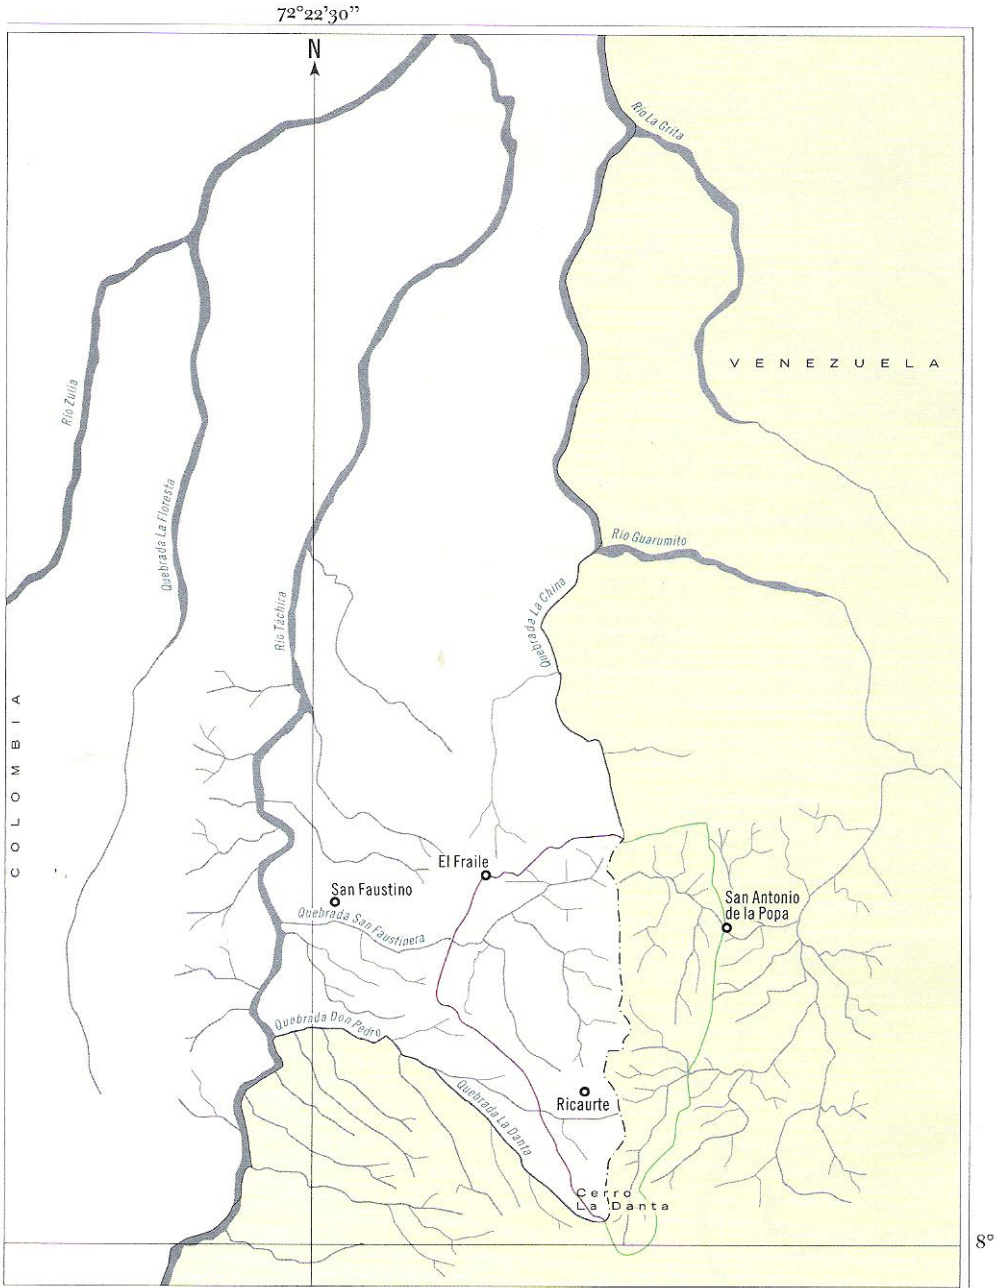 72°22'30"
N
Río La Grita
VENEZUELA
Río Zulia
Quebrada La Floresta
Río Guarumito
Quebrada La China
Río Táchira
COLOMBIA
El Fraile
San Faustino
San Antonio
de la Popa
Quebrada San Faustinera
Quebrada Don Pedro
Quebrada La Danta
Ricaurte
Cerro
La Danta
8°